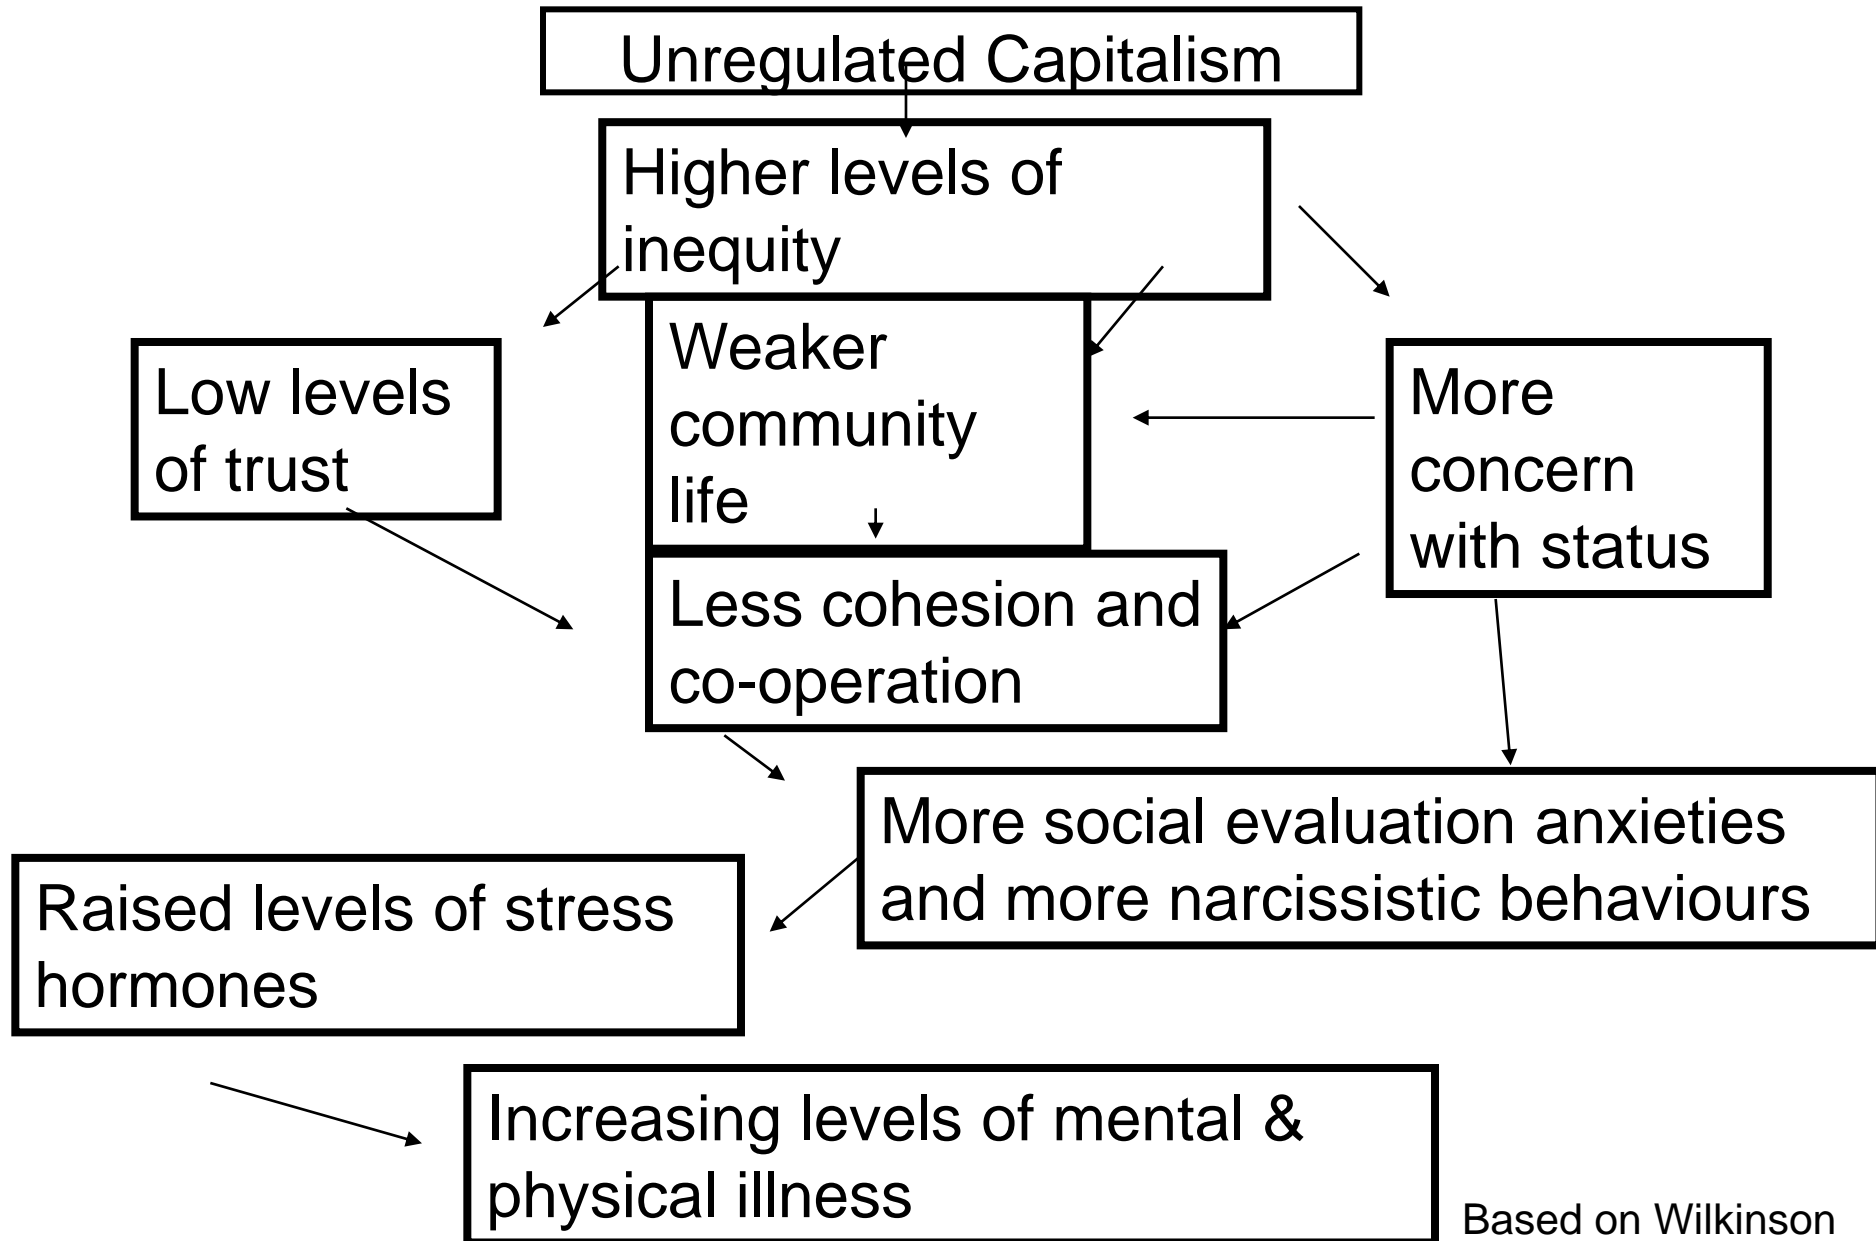 Unregulated Capitalism
Higher levels of
inequity
Weaker
community
life
Low levels
of trust
More
concern
with status
Less cohesion and
co-operation
More social evaluation anxieties
and more narcissistic behaviours
Raised levels of stress
hormones
Increasing levels of mental &
physical illness
Based on Wilkinson